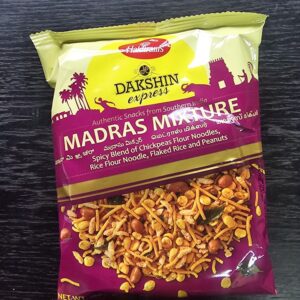 Haldiram's
DAKSHIN
express
Authentic Snacks from Southern India
MADRAS MIXTURE
Spicy Blend of Chickpeas Flour Noodles,
Rice Flour Noodle, Flaked Rice and Peanuts